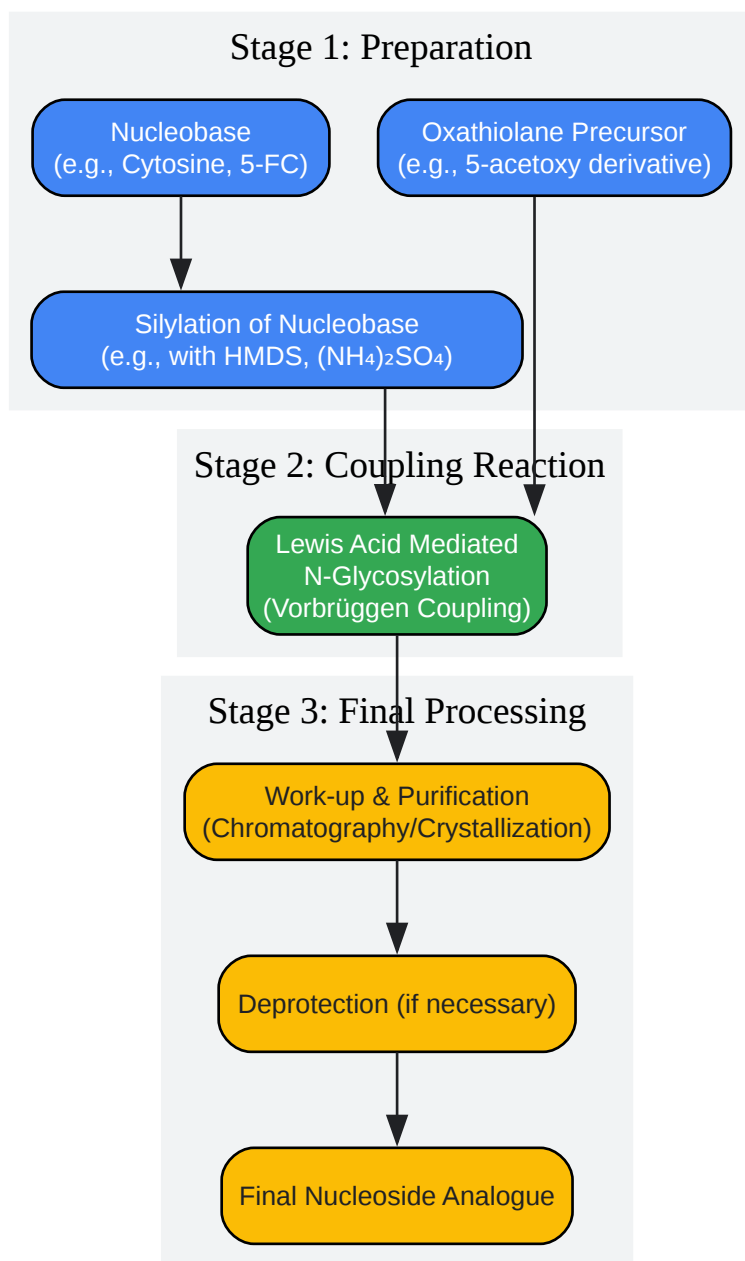 Stage 1: Preparation
Nucleobase
(e.g., Cytosine, 5-FC)
Oxathiolane Precursor
(e.g., 5-acetoxy derivative)
Silylation of Nucleobase
(e.g., with HMDS, (NH₄)₂SO₄)
Stage 2: Coupling Reaction
Lewis Acid Mediated
N-Glycosylation
(Vorbrüggen Coupling)
Stage 3: Final Processing
Work-up & Purification
(Chromatography/Crystallization)
Deprotection (if necessary)
Final Nucleoside Analogue